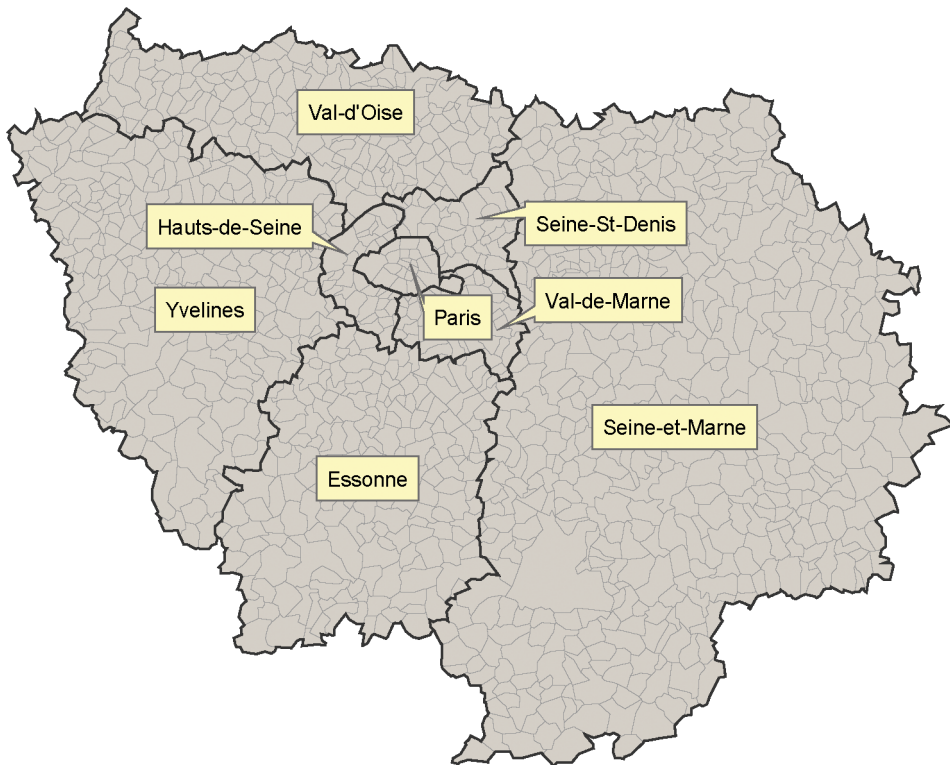 Val-d'Oise
Hauts-de-Seine
Seine-St-Denis
Yvelines
Paris
Val-de-Marne
Seine-et-Marne
Essonne